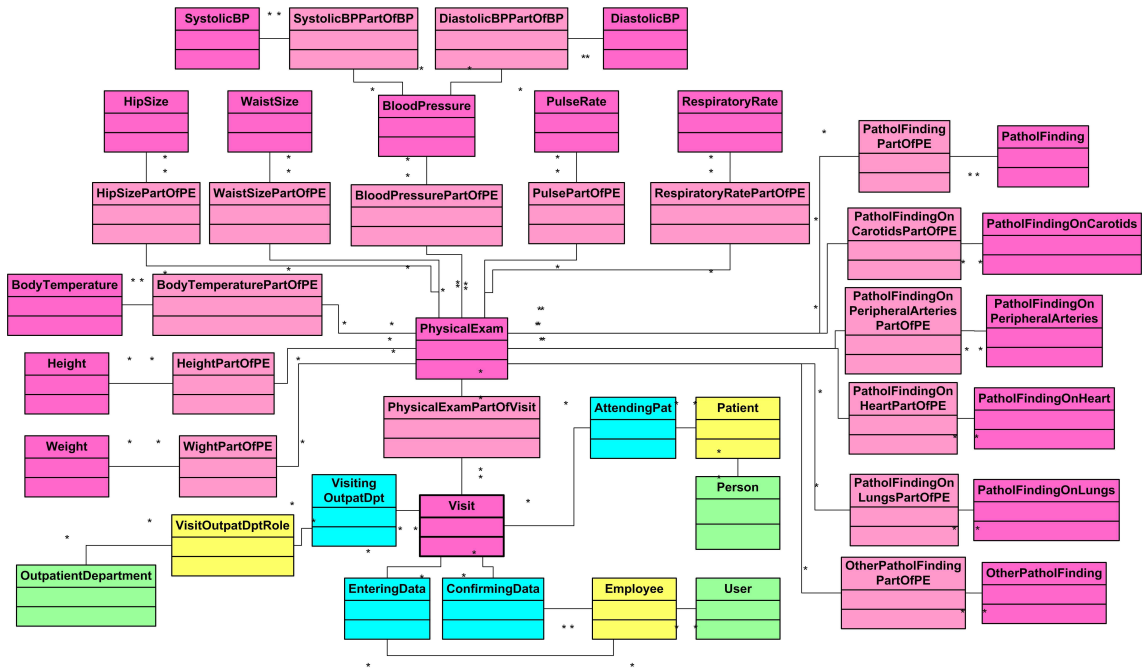 SystolicBP
SystolicBPPartOfBP
DiastolicBPPartOfBP
DiastolicBP
HipSize
WaistSize
BloodPressure
PulseRate
RespiratoryRate
PatholFinding
PartOfPE
PatholFinding
HipSizePartOfPE
WaistSizePartOfPE
BloodPressurePartOfPE
PulsePartOfPE
RespiratoryRatePartOfPE
PatholFindingOn
CarotidsPartOfPE
PatholFindingOnCarotids
BodyTemperature
BodyTemperaturePartOfPE
PhysicalExam
PatholFindingOn
PeripheralArteries
PartOfPE
PatholFindingOn
PeripheralArteries
Height
HeightPartOfPE
PhysicalExamPartOfVisit
AttendingPat
Patient
PatholFindingOn
HeartPartOfPE
PatholFindingOnHeart
Weight
WightPartOfPE
Visiting
OutpatDpt
Visit
Person
PatholFindingOn
LungsPartOfPE
PatholFindingOnLungs
VisitOutpatDptRole
OutpatientDepartment
EnteringData
ConfirmingData
Employee
User
OtherPatholFinding
PartOfPE
OtherPatholFinding